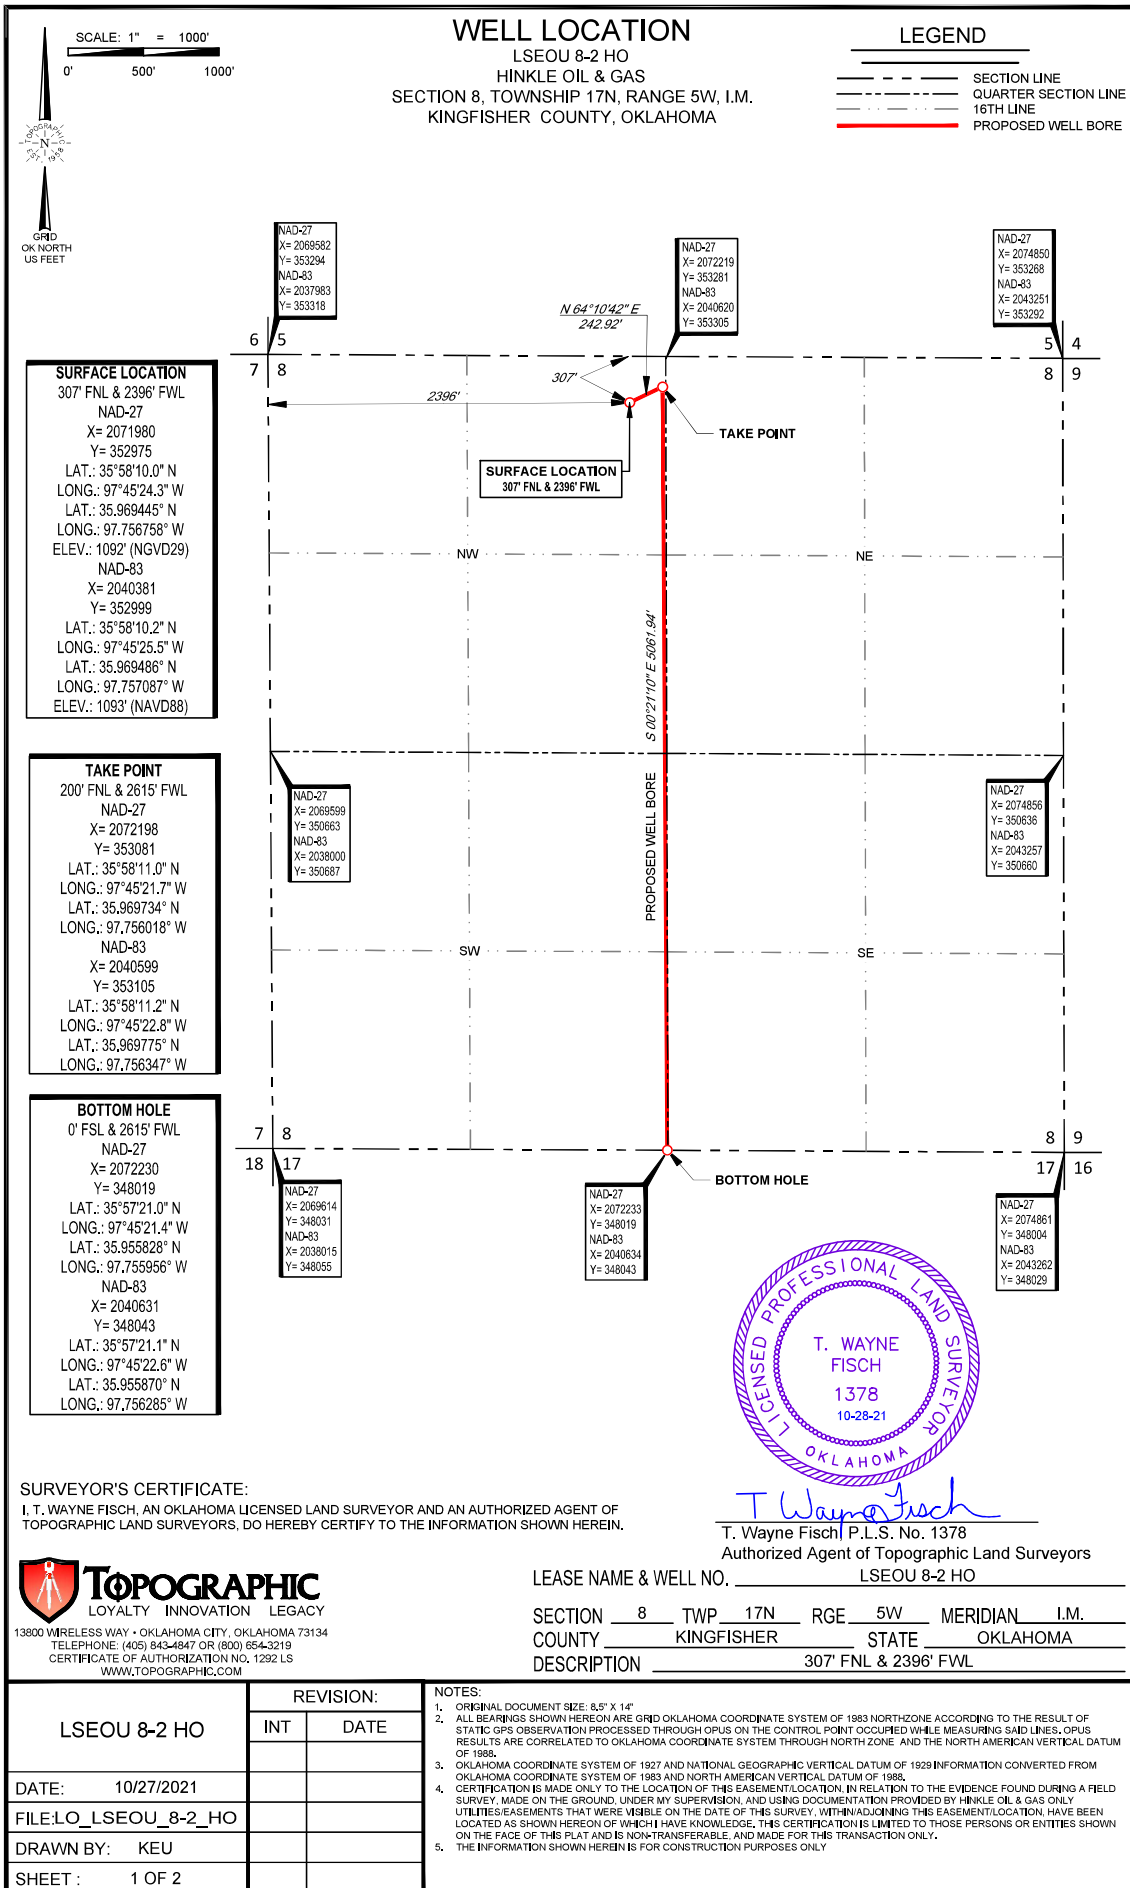 SCALE: 1" = 1000'
0' 500' 1000'
TOPOGRAPHIC
N
EST. 1958
GRID
OK NORTH
US FEET
WELL LOCATION
LSEOU 8-2 HO
HINKLE OIL & GAS
SECTION 8, TOWNSHIP 17N, RANGE 5W, I.M.
KINGFISHER COUNTY, OKLAHOMA
LEGEND
SECTION LINE
QUARTER SECTION LINE
16TH LINE
PROPOSED WELL BORE
NAD-27
X= 2069582
Y= 353294
NAD-83
X= 2037983
Y= 353318
NAD-27
X= 2072219
Y= 353281
NAD-83
X= 2040620
Y= 353305
NAD-27
X= 2074850
Y= 353268
NAD-83
X= 2043251
Y= 353292
N 64°10'42" E
242.92'
6 5
7 8
5 4
8 9
307'
2396'
TAKE POINT
SURFACE LOCATION
307' FNL & 2396' FWL
NW
NE
S 00°21'10" E 5061.94'
PROPOSED WELL BORE
SURFACE LOCATION
307' FNL & 2396' FWL
NAD-27
X= 2071980
Y= 352975
LAT.: 35°58'10.0" N
LONG.: 97°45'24.3" W
LAT.: 35.969445° N
LONG.: 97.756758° W
ELEV.: 1092' (NGVD29)
NAD-83
X= 2040381
Y= 352999
LAT.: 35°58'10.2" N
LONG.: 97°45'25.5" W
LAT.: 35.969486° N
LONG.: 97.757087° W
ELEV.: 1093' (NAVD88)
TAKE POINT
200' FNL & 2615' FWL
NAD-27
X= 2072198
Y= 353081
LAT.: 35°58'11.0" N
LONG.: 97°45'21.7" W
LAT.: 35.969734° N
LONG.: 97.756018° W
NAD-83
X= 2040599
Y= 353105
LAT.: 35°58'11.2" N
LONG.: 97°45'22.8" W
LAT.: 35.969775° N
LONG.: 97.756347° W
NAD-27
X= 2069599
Y= 350663
NAD-83
X= 2038000
Y= 350687
NAD-27
X= 2074856
Y= 350636
NAD-83
X= 2043257
Y= 350660
SW
SE
BOTTOM HOLE
0' FSL & 2615' FWL
NAD-27
X= 2072230
Y= 348019
LAT.: 35°57'21.0" N
LONG.: 97°45'21.4" W
LAT.: 35.955828° N
LONG.: 97.755956° W
NAD-83
X= 2040631
Y= 348043
LAT.: 35°57'21.1" N
LONG.: 97°45'22.6" W
LAT.: 35.955870° N
LONG.: 97.756285° W
7 8
18 17
8 9
17 16
BOTTOM HOLE
NAD-27
X= 2069614
Y= 348031
NAD-83
X= 2038015
Y= 348055
NAD-27
X= 2072233
Y= 348019
NAD-83
X= 2040634
Y= 348043
NAD-27
X= 2074861
Y= 348004
NAD-83
X= 2043262
Y= 348029
LICENSED PROFESSIONAL LAND SURVEYOR
T. WAYNE
FISCH
1378
10-28-21
OKLAHOMA
SURVEYOR'S CERTIFICATE:
I, T. WAYNE FISCH, AN OKLAHOMA LICENSED LAND SURVEYOR AND AN AUTHORIZED AGENT OF
TOPOGRAPHIC LAND SURVEYORS, DO HEREBY CERTIFY TO THE INFORMATION SHOWN HEREIN.
T Wayne Fisch
T. Wayne Fisch P.L.S. No. 1378
Authorized Agent of Topographic Land Surveyors
TOPOGRAPHIC
LOYALTY INNOVATION LEGACY
13800 WIRELESS WAY • OKLAHOMA CITY, OKLAHOMA 73134
TELEPHONE: (405) 843-4847 OR (800) 654-3219
CERTIFICATE OF AUTHORIZATION NO. 1292 LS
WWW.TOPOGRAPHIC.COM
LEASE NAME & WELL NO. LSEOU 8-2 HO
SECTION 8 TWP 17N RGE 5W MERIDIAN I.M.
COUNTY KINGFISHER STATE OKLAHOMA
DESCRIPTION 307' FNL & 2396' FWL
LSEOU 8-2 HO
REVISION:
INT DATE
DATE: 10/27/2021
FILE:LO_LSEOU_8-2_HO
DRAWN BY: KEU
SHEET : 1 OF 2
NOTES:
1. ORIGINAL DOCUMENT SIZE: 8.5" X 14"
2. ALL BEARINGS SHOWN HEREON ARE GRID OKLAHOMA COORDINATE SYSTEM OF 1983 NORTHZONE ACCORDING TO THE RESULT OF
STATIC GPS OBSERVATION PROCESSED THROUGH OPUS ON THE CONTROL POINT OCCUPIED WHILE MEASURING SAID LINES. OPUS
RESULTS ARE CORRELATED TO OKLAHOMA COORDINATE SYSTEM THROUGH NORTH ZONE AND THE NORTH AMERICAN VERTICAL DATUM
OF 1988.
3. OKLAHOMA COORDINATE SYSTEM OF 1927 AND NATIONAL GEOGRAPHIC VERTICAL DATUM OF 1929 INFORMATION CONVERTED FROM
OKLAHOMA COORDINATE SYSTEM OF 1983 AND NORTH AMERICAN VERTICAL DATUM OF 1988.
4. CERTIFICATION IS MADE ONLY TO THE LOCATION OF THIS EASEMENT/LOCATION, IN RELATION TO THE EVIDENCE FOUND DURING A FIELD
SURVEY, MADE ON THE GROUND, UNDER MY SUPERVISION, AND USING DOCUMENTATION PROVIDED BY HINKLE OIL & GAS ONLY
UTILITIES/EASEMENTS THAT WERE VISIBLE ON THE DATE OF THIS SURVEY, WITHIN/ADJOINING THIS EASEMENT/LOCATION, HAVE BEEN
LOCATED AS SHOWN HEREON OF WHICH I HAVE KNOWLEDGE. THIS CERTIFICATION IS LIMITED TO THOSE PERSONS OR ENTITIES SHOWN
ON THE FACE OF THIS PLAT AND IS NON-TRANSFERABLE, AND MADE FOR THIS TRANSACTION ONLY.
5. THE INFORMATION SHOWN HEREIN IS FOR CONSTRUCTION PURPOSES ONLY